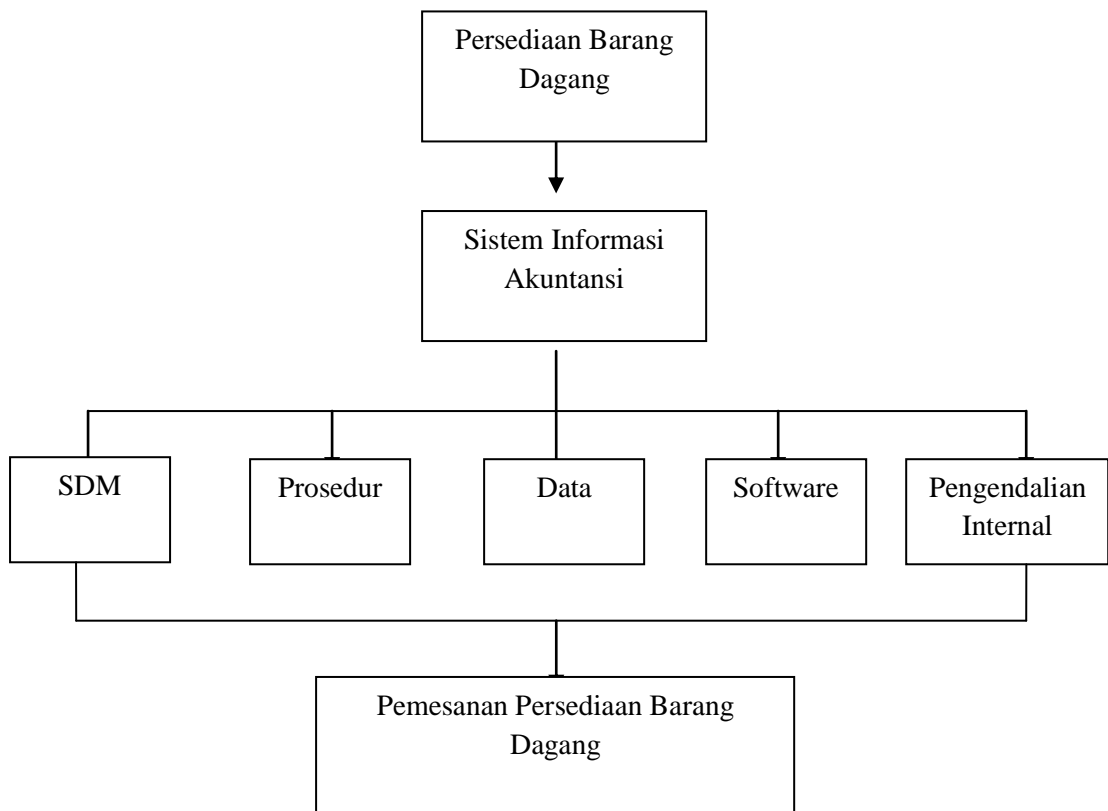 Persediaan Barang
Dagang
Sistem Informasi
Akuntansi
SDM
Prosedur
Data
Software
Pengendalian
Internal
Pemesanan Persediaan Barang
Dagang